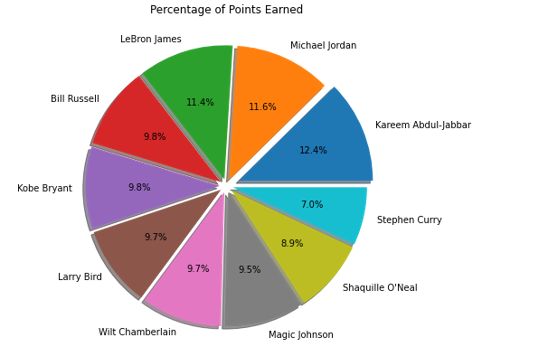 Percentage of Points Earned
LeBron James
Michael Jordan
11.4%
11.6%
Bill Russell
Kareem Abdul-Jabbar
9.8%
12.4%
Kobe Bryant
9.8%
7.0%
Stephen Curry
9.7%
8.9%
Larry Bird
9.7%
9.5%
Shaquille O'Neal
Wilt Chamberlain
Magic Johnson